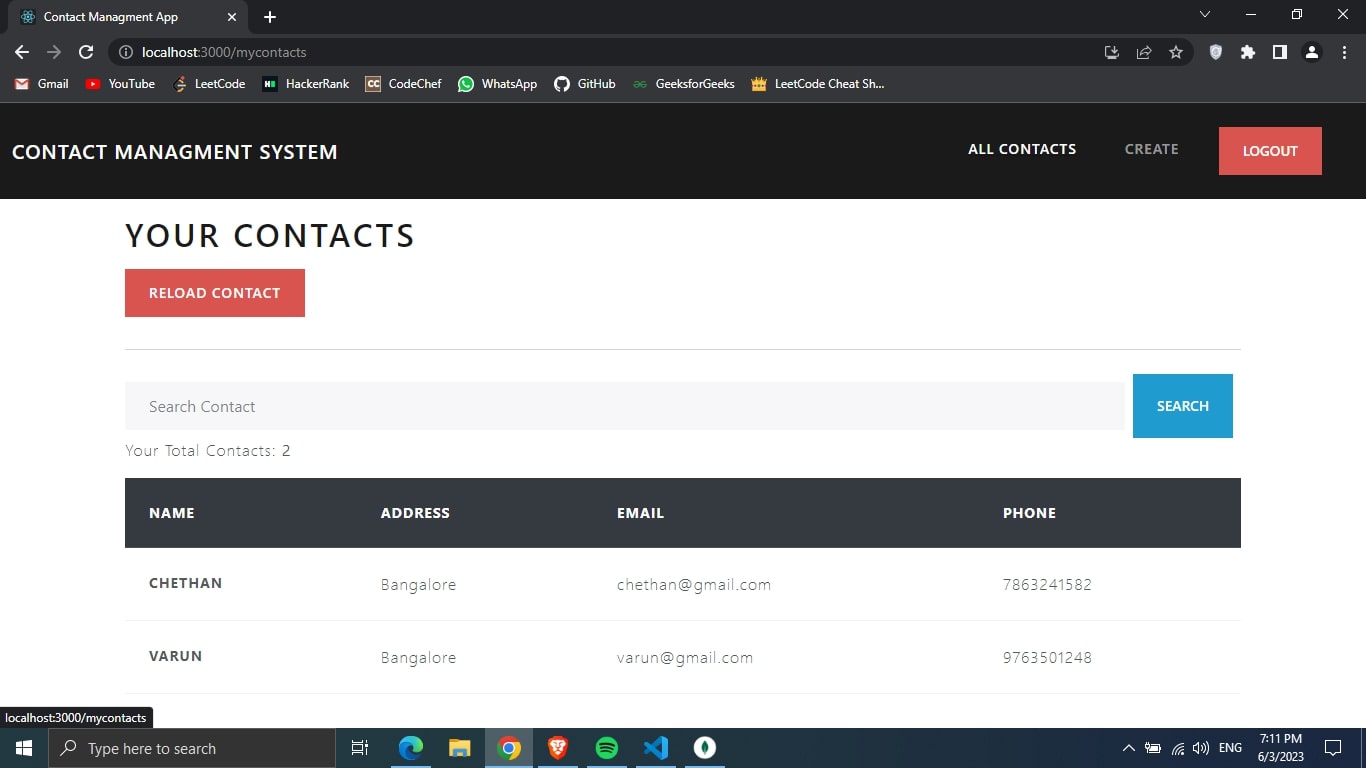 Contact Managment App
localhost:3000/mycontacts
Gmail YouTube LeetCode HackerRank CodeChef WhatsApp GitHub GeeksforGeeks LeetCode Cheat Sh...
CONTACT MANAGMENT SYSTEM ALL CONTACTS CREATE LOGOUT
YOUR CONTACTS
RELOAD CONTACT
Search Contact SEARCH
Your Total Contacts: 2
NAME ADDRESS EMAIL PHONE
CHETHAN Bangalore chethan@gmail.com 7863241582
VARUN Bangalore varun@gmail.com 9763501248
localhost:3000/mycontacts
Type here to search ENG 7:11 PM
6/3/2023